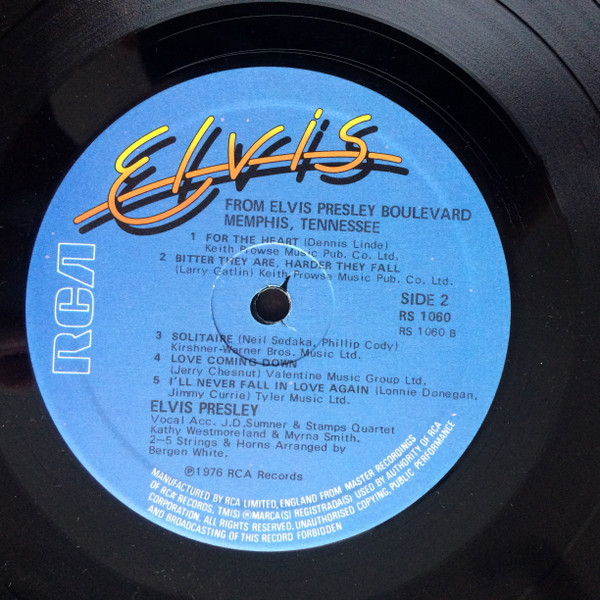 Elvis
FROM ELVIS PRESLEY BOULEVARD
MEMPHIS, TENNESSEE
1 FOR THE HEART (Dennis Linde)
Keith Prowse Music Pub. Co. Ltd.
2 BITTER THEY ARE, HARDER THEY FALL
(Larry Gatlin) Keith Prowse Music Pub. Co. Ltd.
SIDE 2
RS 1060
RS 1060 B
RCA
3 SOLITAIRE (Neil Sedaka, Phillip Cody)
Kirshner-Warner Bros. Music Ltd.
4 LOVE COMING DOWN
(Jerry Chesnut) Valentine Music Group Ltd.
5 I'LL NEVER FALL IN LOVE AGAIN (Lonnie Donegan,
Jimmy Currie) Tyler Music Ltd.
ELVIS PRESLEY
Vocal Acc. J.D.Sumner & Stamps Quartet
Kathy Westmoreland & Myrna Smith.
2–5 Strings & Horns Arranged by
Bergen White.
℗1976 RCA Records
MANUFACTURED BY RCA LIMITED, ENGLAND FROM MASTER RECORDINGS
OF RCA RECORDS. TM(S) ® MARCA(S) REGISTRADA(S) USED BY AUTHORITY OF RCA
CORPORATION. ALL RIGHTS RESERVED. UNAUTHORISED COPYING, PUBLIC PERFORMANCE
AND BROADCASTING OF THIS RECORD FORBIDDEN